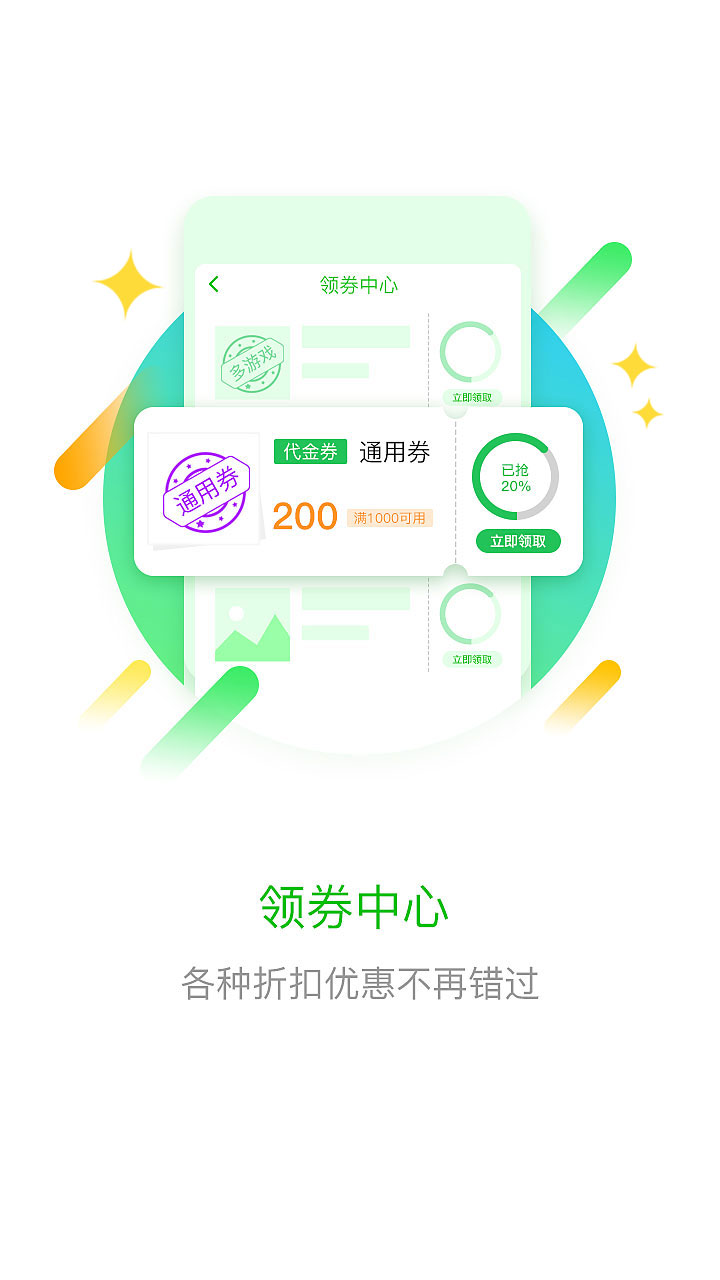 领券中心
多游戏
立即领取
代金券 通用券
通用券
已抢
20%
200 满1000可用
立即领取
立即领取
领券中心
各种折扣优惠不再错过